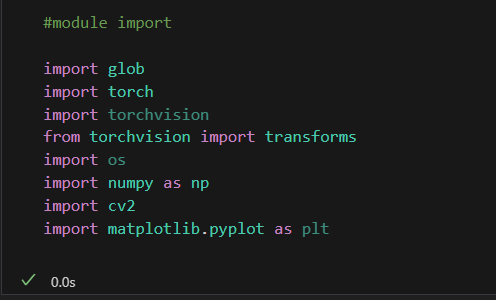 #module import
import glob
import torch
import torchvision
from torchvision import transforms
import os
import numpy as np
import cv2
import matplotlib.pyplot as plt
0.0s